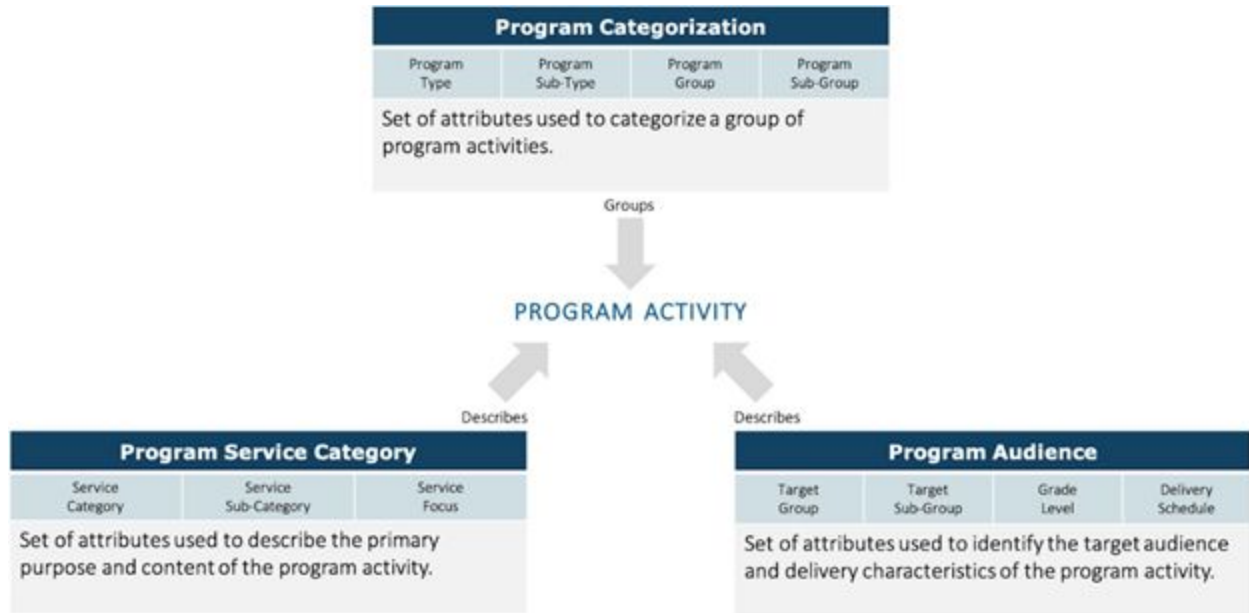 Program Categorization
Program Type
Program Sub-Type
Program Group
Program Sub-Group
Set of attributes used to categorize a group of
program activities.
Groups
PROGRAM ACTIVITY
Describes
Describes
Program Service Category
Service Category
Service Sub-Category
Service Focus
Set of attributes used to describe the primary
purpose and content of the program activity.
Program Audience
Target Group
Target Sub-Group
Grade Level
Delivery Schedule
Set of attributes used to identify the target audience
and delivery characteristics of the program activity.